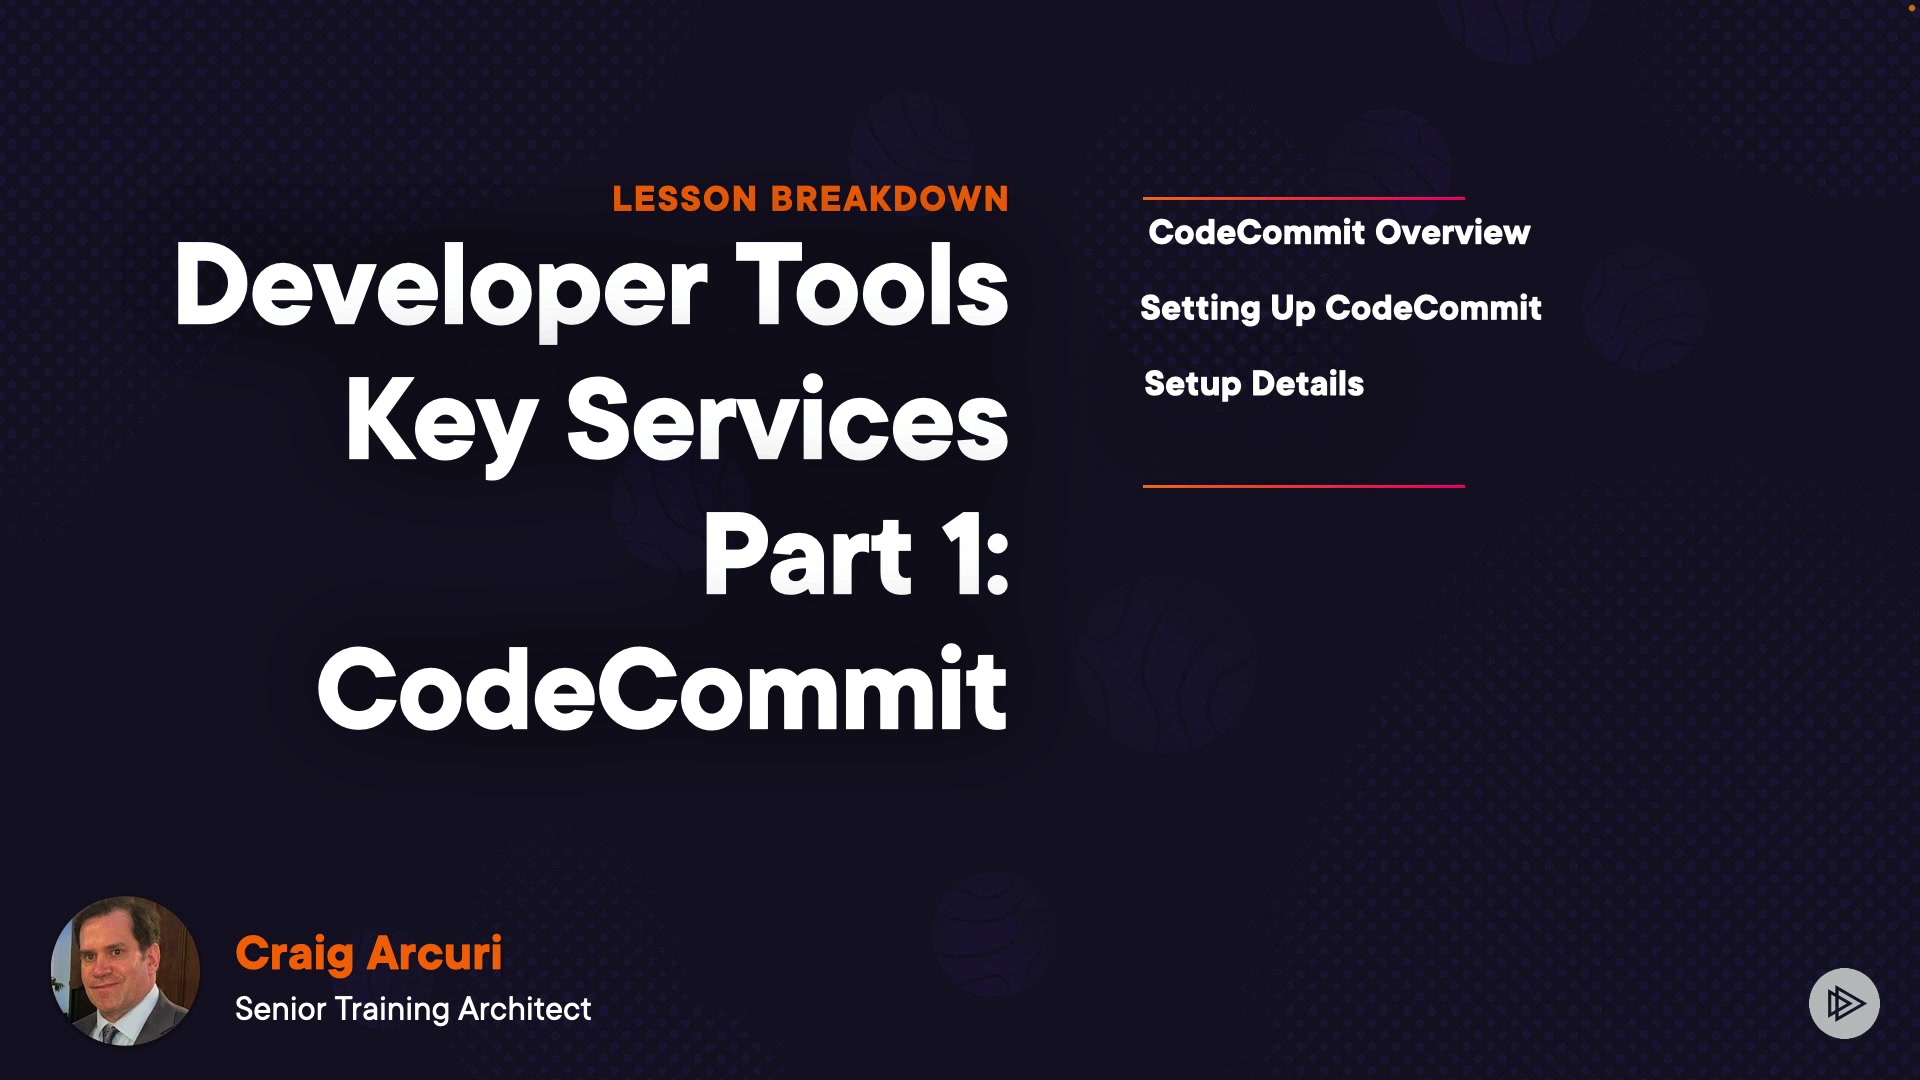 LESSON BREAKDOWN
Developer Tools
Key Services
Part 1:
CodeCommit
CodeCommit Overview
Setting Up CodeCommit
Setup Details
Craig Arcuri
Senior Training Architect